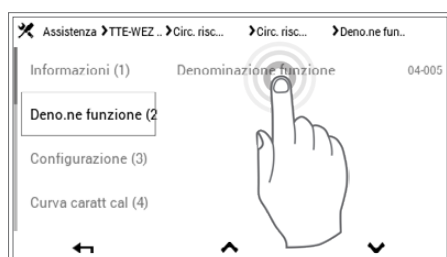 Assistenza ❯TTE-WEZ .. ❯Circ. risc... ❯Circ. risc... ❯Deno.ne fun..
Informazioni (1) Denominazione funzione 04-005
Deno.ne funzione (2
Configurazione (3)
Curva caratt cal (4)